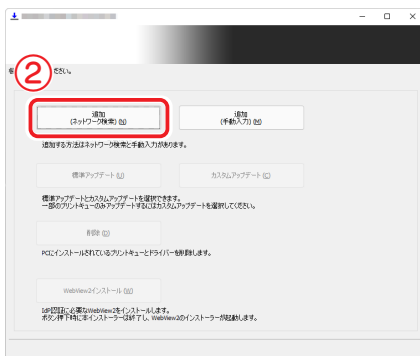 ②
ださい。
追加
(ネットワーク検索) (N)
追加
(手動入力) (M)
追加する方法はネットワーク検索と手動入力があります。
標準アップデート (U)
カスタムアップデート (C)
標準アップデートとカスタムアップデートを選択できます。
一部のプリントキューのみアップデートするにはカスタムアップデートを選択してください。
削除 (D)
PCにインストールされているプリントキューとドライバーを削除します。
WebView2インストール (W)
IdP認証に必要なWebView2をインストールします。
ボタン押下時に本インストーラーは終了し、WebView2のインストーラーが起動します。